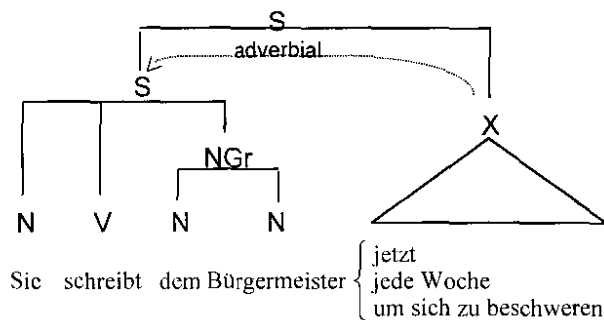 S
adverbial
S
X
NGr
N V N N
jetzt
Sie schreibt dem Bürgermeister { jede Woche
um sich zu beschweren